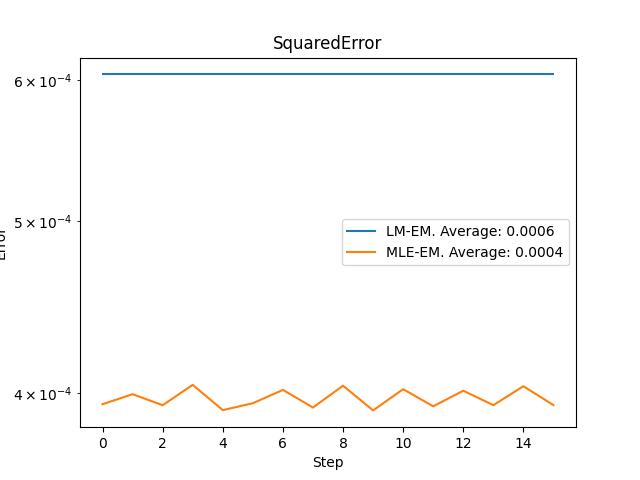 SquaredError
6 × 10⁻⁴
5 × 10⁻⁴
4 × 10⁻⁴
Error
LM-EM. Average: 0.0006
MLE-EM. Average: 0.0004
0 2 4 6 8 10 12 14
Step